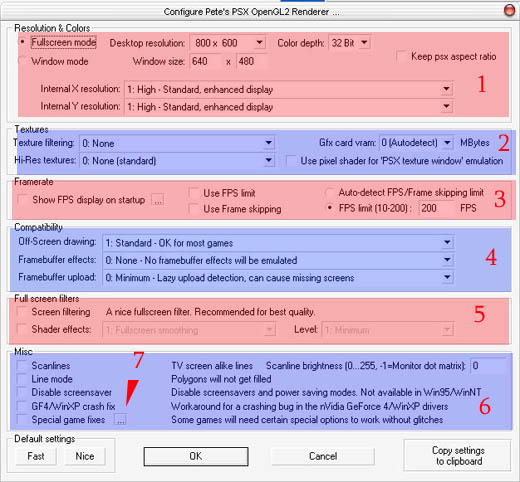 Configure Pete's PSX OpenGL2 Renderer ...
Resolution & Colors
Fullscreen mode Desktop resolution: 800 x 600 Color depth: 32 Bit
Window mode Window size: 640 x 480 Keep psx aspect ratio
1
Internal X resolution: 1: High - Standard, enhanced display
Internal Y resolution: 1: High - Standard, enhanced display
Textures
Texture filtering: 0: None Gfx card vram: 0 (Autodetect) MBytes 2
Hi-Res textures: 0: None (standard) Use pixel shader for 'PSX texture window' emulation
Framerate
Show FPS display on startup ... Use FPS limit Auto-detect FPS/Frame skipping limit
Use Frame skipping FPS limit (10-200) : 200 FPS 3
Compatibility
Off-Screen drawing: 1: Standard - OK for most games
Framebuffer effects: 0: None - No framebuffer effects will be emulated 4
Framebuffer upload: 0: Minimum - Lazy upload detection, can cause missing screens
Full screen filters
Screen filtering A nice fullscreen filter. Recommended for best quality. 5
Shader effects: 1: Fullscreen smoothing Level: 1: Minimum
Misc 7
Scanlines TV screen alike lines Scanline brightness (0...255, -1=Monitor dot matrix): 0
Line mode Polygons will not get filled
Disable screensaver Disable screensavers and power saving modes. Not available in Win95/WinNT
GF4/WinXP crash fix Workaround for a crashing bug in the nVidia GeForce 4/WinXP drivers 6
Special game fixes ... Some games will need certain special options to work without glitches
Default settings
Fast Nice OK Cancel Copy settings
to clipboard